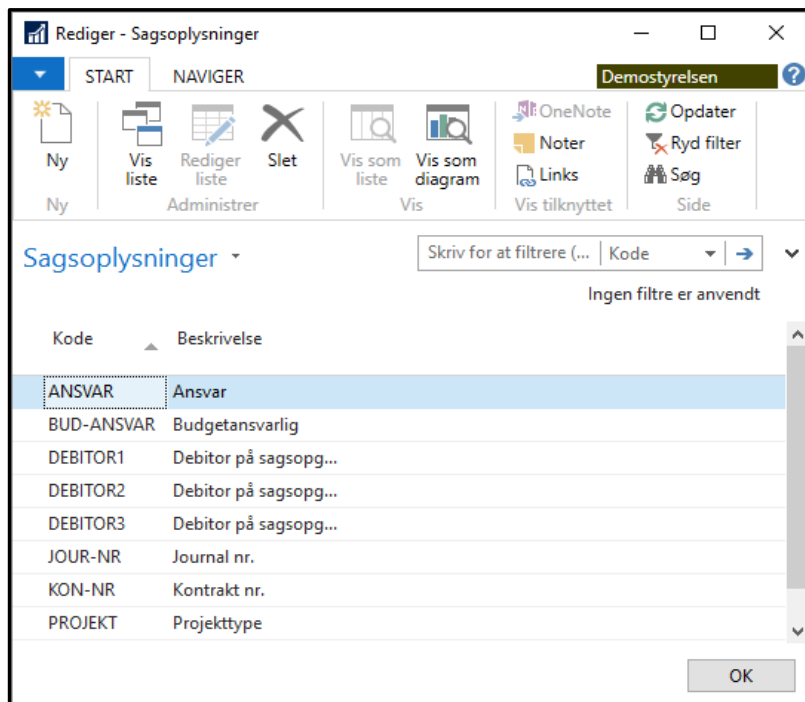 Rediger - Sagsoplysninger
START NAVIGER Demostyrelsen ?
Ny
Vis liste
Rediger liste
Slet
Vis som liste
Vis som diagram
OneNote
Noter
Links
Opdater
Ryd filter
Søg
Ny Administrer Vis Vis tilknyttet Side
Sagsoplysninger
Skriv for at filtrere (... Kode
Ingen filtre er anvendt
Kode Beskrivelse
ANSVAR Ansvar
BUD-ANSVAR Budgetansvarlig
DEBITOR1 Debitor på sagsopg...
DEBITOR2 Debitor på sagsopg...
DEBITOR3 Debitor på sagsopg...
JOUR-NR Journal nr.
KON-NR Kontrakt nr.
PROJEKT Projekttype
OK